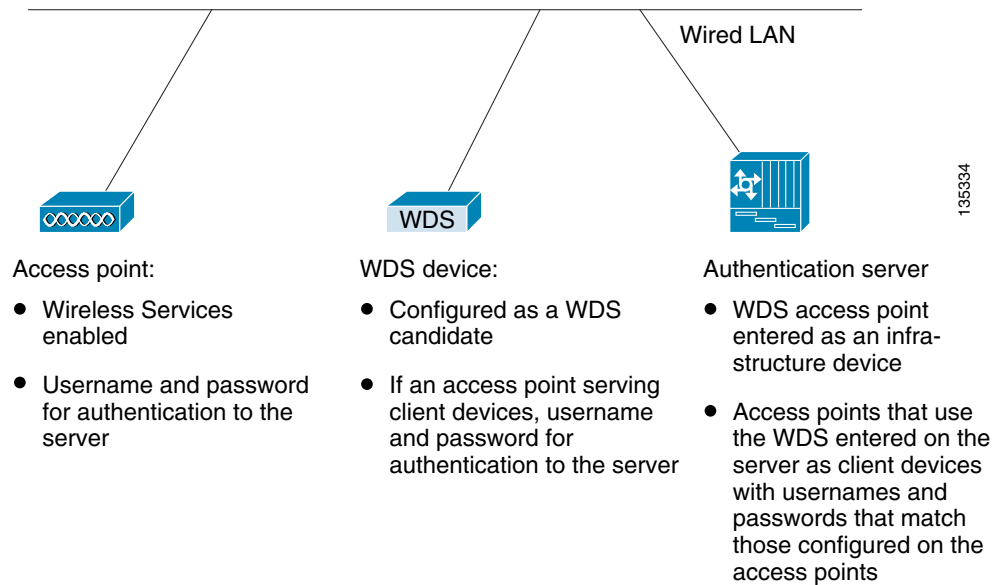 Wired LAN
WDS
135334
Access point:
• Wireless Services
enabled
• Username and password
for authentication to the
server
WDS device:
• Configured as a WDS
candidate
• If an access point serving
client devices, username
and password for
authentication to the server
Authentication server
• WDS access point
entered as an infra-
structure device
• Access points that use
the WDS entered on the
server as client devices
with usernames and
passwords that match
those configured on the
access points